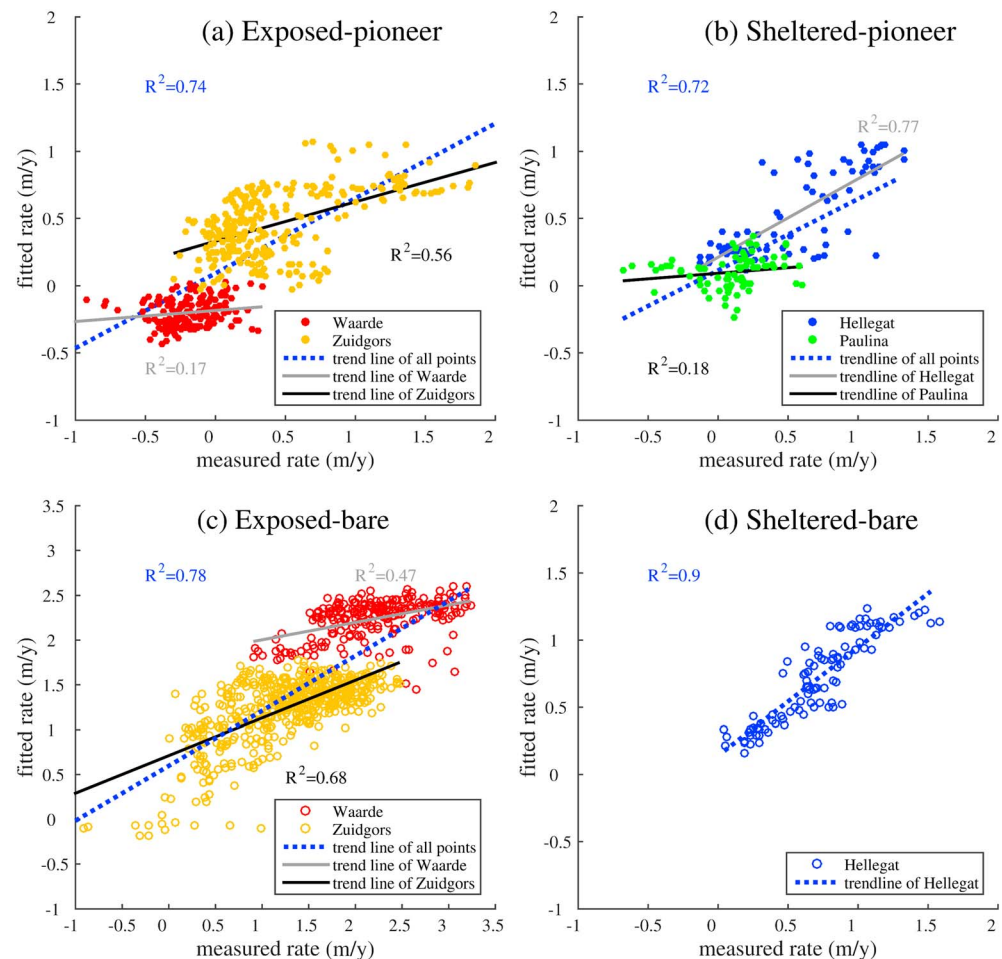 (a) Exposed-pioneer
2
1.5
1
0.5
0
-0.5
-1
fitted rate (m/y)
R²=0.74
R²=0.56
R²=0.17
Waarde
Zuidgors
trend line of all points
trend line of Waarde
trend line of Zuidgors
-1 -0.5 0 0.5 1 1.5 2
measured rate (m/y)
(b) Sheltered-pioneer
2
1.5
1
0.5
0
-0.5
-1
fitted rate (m/y)
R²=0.72
R²=0.77
R²=0.18
Hellegat
Paulina
trendline of all points
trendline of Hellegat
trendline of Paulina
-1 -0.5 0 0.5 1 1.5 2
measured rate (m/y)
(c) Exposed-bare
3.5
3
2.5
2
1.5
1
0.5
0
-0.5
-1
fitted rate (m/y)
R²=0.78
R²=0.47
R²=0.68
Waarde
Zuidgors
trend line of all points
trend line of Waarde
trend line of Zuidgors
-1 -0.5 0 0.5 1 1.5 2 2.5 3 3.5
measured rate (m/y)
(d) Sheltered-bare
2
1.5
1
0.5
0
-0.5
-1
fitted rate (m/y)
R²=0.9
Hellegat
trendline of Hellegat
-1 -0.5 0 0.5 1 1.5 2
measured rate (m/y)